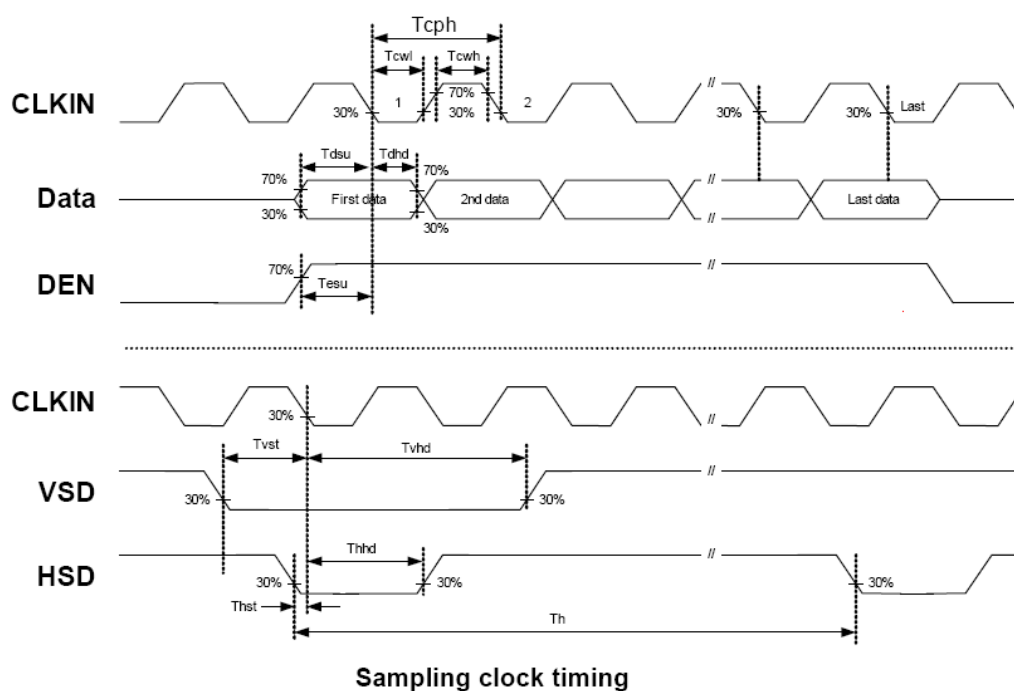 Tcph
Tcwl Tcwh
CLKIN 30% 1 70% 30% 2 // 30% 30% Last
Tdsu Tdhd
70% 70%
Data First data 2nd data // // Last data
30% 30%
DEN 70% Tesu //
CLKIN 30% //
Tvst Tvhd
VSD 30% 30% //
Thhd
HSD 30% 30% // 30%
Thst
Th
Sampling clock timing